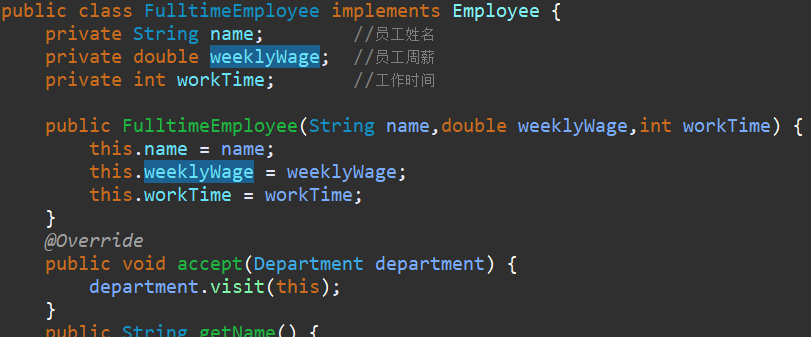 public class FulltimeEmployee implements Employee {
private String name; //员工姓名
private double weeklyWage; //员工周薪
private int workTime; //工作时间
public FulltimeEmployee(String name,double weeklyWage,int workTime) {
this.name = name;
this.weeklyWage = weeklyWage;
this.workTime = workTime;
}
@Override
public void accept(Department department) {
department.visit(this);
}
public String getName() {